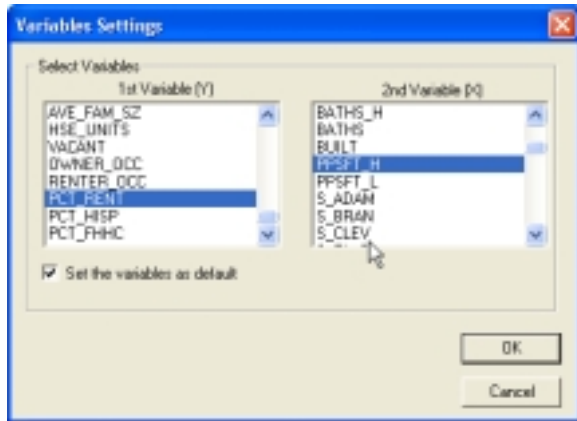 Variables Settings
Select Variables
1st Variable (Y)
AVE_FAM_SZ
HSE_UNITS
VACANT
OWNER_OCC
RENTER_OCC
PCT_RENT
PCT_HISP
PCT_FHHC
2nd Variable (X)
BATHS_H
BATHS
BUILT
PPSFT_H
PPSFT_L
S_ADAM
S_BRAN
S_CLEV
Set the variables as default
OK
Cancel